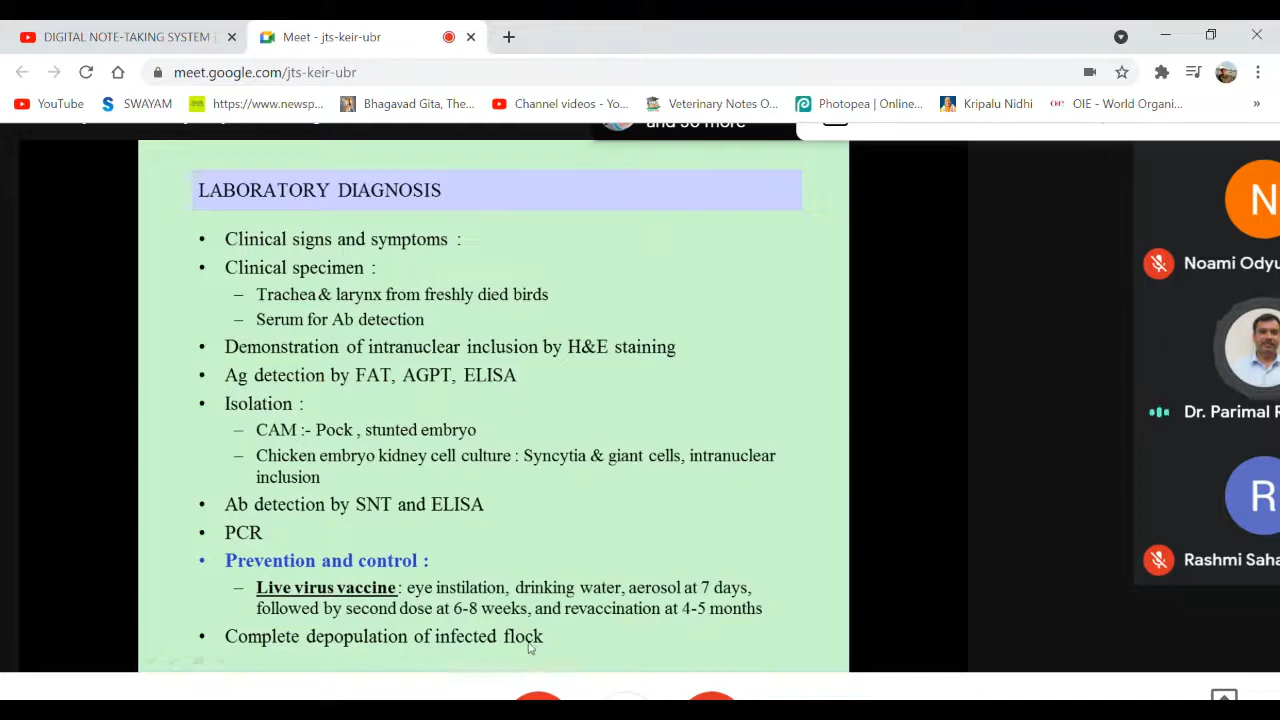 DIGITAL NOTE-TAKING SYSTEM
Meet - jts-keir-ubr
meet.google.com/jts-keir-ubr
YouTube
SWAYAM
https://www.newsp...
Bhagavad Gita, The...
Channel videos - Yo...
Veterinary Notes O...
Photopea | Online...
Kripalu Nidhi
OIE - World Organi...
»
LABORATORY DIAGNOSIS
• Clinical signs and symptoms :
• Clinical specimen :
– Trachea & larynx from freshly died birds
– Serum for Ab detection
• Demonstration of intranuclear inclusion by H&E staining
• Ag detection by FAT, AGPT, ELISA
• Isolation :
– CAM :- Pock , stunted embryo
– Chicken embryo kidney cell culture : Syncytia & giant cells, intranuclear
inclusion
• Ab detection by SNT and ELISA
• PCR
• Prevention and control :
– Live virus vaccine : eye instilation, drinking water, aerosol at 7 days,
followed by second dose at 6-8 weeks, and revaccination at 4-5 months
• Complete depopulation of infected flock
N
Noami Odyu
Dr. Parimal R
R
Rashmi Saha